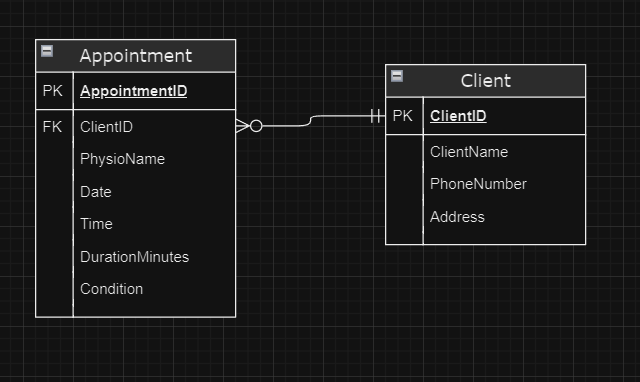 Appointment
PK AppointmentID
FK ClientID
PhysioName
Date
Time
DurationMinutes
Condition
Client
PK ClientID
ClientName
PhoneNumber
Address